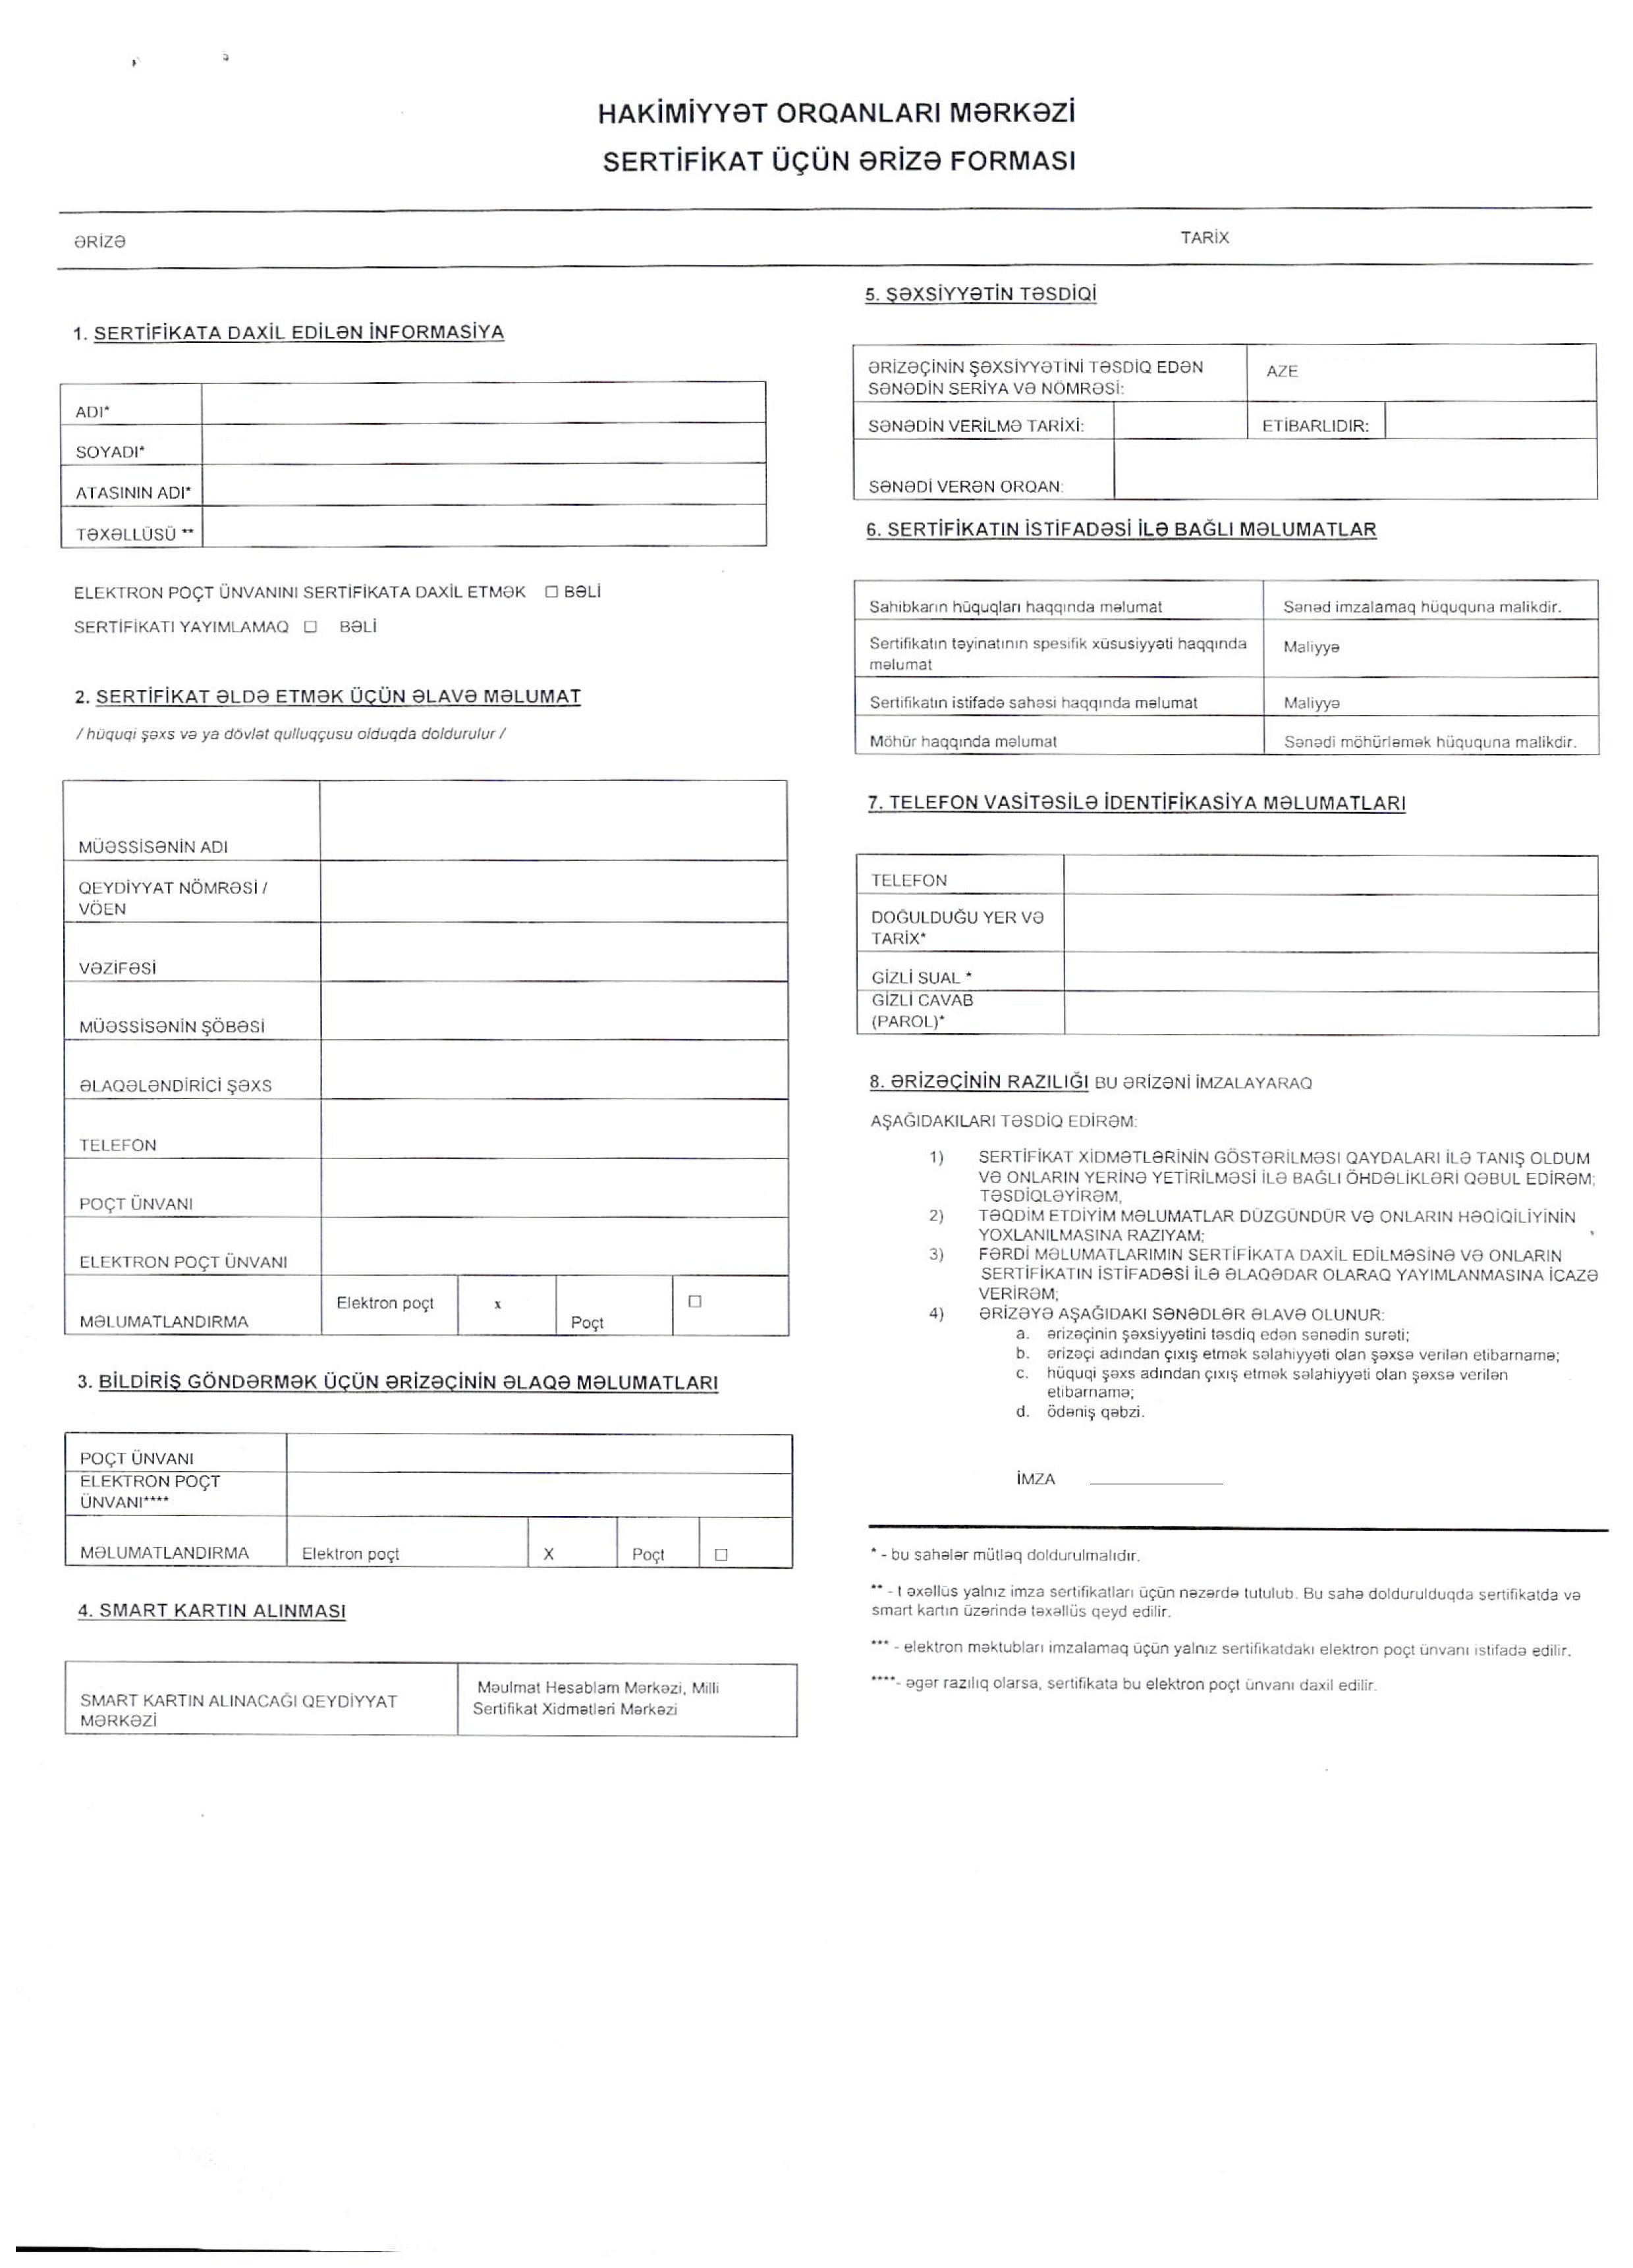 HAKİMİYYƏT ORQANLARI MƏRKƏZİ
SERTİFİKAT ÜÇÜN ƏRİZƏ FORMASI
ƏRİZƏ
TARİX
1. SERTİFİKATA DAXİL EDİLƏN İNFORMASİYA
ADI*
SOYADI*
ATASININ ADI*
TƏXƏLLÜSÜ **
ELEKTRON POÇT ÜNVANINI SERTİFİKATA DAXİL ETMƏK ☐ BƏLİ
SERTİFİKATI YAYIMLAMAQ ☐ BƏLİ
2. SERTİFİKAT ƏLDƏ ETMƏK ÜÇÜN ƏLAVƏ MƏLUMAT
/ hüquqi şəxs və ya dövlət qulluqçusu olduqda doldurulur /
MÜƏSSİSƏNİN ADI
QEYDİYYAT NÖMRƏSİ /
VÖEN
VƏZİFƏSİ
MÜƏSSİSƏNİN ŞÖBƏSİ
ƏLAQƏLƏNDİRİCİ ŞƏXS
TELEFON
POÇT ÜNVANI
ELEKTRON POÇT ÜNVANI
MƏLUMATLANDIRMA Elektron poçt x Poçt ☐
3. BİLDİRİŞ GÖNDƏRMƏK ÜÇÜN ƏRİZƏÇİNİN ƏLAQƏ MƏLUMATLARI
POÇT ÜNVANI
ELEKTRON POÇT
ÜNVANI****
MƏLUMATLANDIRMA Elektron poçt X Poçt ☐
4. SMART KARTIN ALINMASI
SMART KARTIN ALINACAĞI QEYDİYYAT
MƏRKƏZİ
Məulmat Hesablam Mərkəzi, Milli
Sertifikat Xidmətləri Mərkəzi
5. ŞƏXSİYYƏTİN TƏSDİQİ
ƏRİZƏÇİNİN ŞƏXSİYYƏTİNİ TƏSDİQ EDƏN
SƏNƏDİN SERİYA VƏ NÖMRƏSİ:
AZE
SƏNƏDİN VERİLMƏ TARİXİ: ETİBARLIDIR:
SƏNƏDİ VERƏN ORQAN:
6. SERTİFİKATIN İSTİFADƏSİ İLƏ BAĞLI MƏLUMATLAR
Sahibkarın hüquqları haqqında məlumat Sənəd imzalamaq hüququna malikdir.
Sertifikatın təyinatının spesifik xüsusiyyəti haqqında
məlumat
Maliyyə
Sertifikatın istifadə sahəsi haqqında məlumat Maliyyə
Möhür haqqında məlumat Sənədi möhürləmək hüququna malikdir.
7. TELEFON VASİTƏSİLƏ İDENTİFİKASİYA MƏLUMATLARI
TELEFON
DOĞULDUĞU YER VƏ
TARİX*
GİZLİ SUAL *
GİZLİ CAVAB
(PAROL)*
8. ƏRİZƏÇİNİN RAZILIĞI BU ƏRİZƏNİ İMZALAYARAQ
AŞAĞIDAKILARI TƏSDİQ EDİRƏM:
1) SERTİFİKAT XİDMƏTLƏRİNİN GÖSTƏRİLMƏSİ QAYDALARI İLƏ TANIŞ OLDUM
VƏ ONLARIN YERİNƏ YETİRİLMƏSİ İLƏ BAĞLI ÖHDƏLİKLƏRİ QƏBUL EDİRƏM;
TƏSDİQLƏYİRƏM,
2) TƏQDİM ETDİYİM MƏLUMATLAR DÜZGÜNDÜR VƏ ONLARIN HƏQİQİLİYİNİN
YOXLANILMASINA RAZIYAM;
3) FƏRDİ MƏLUMATLARIMIN SERTİFİKATA DAXİL EDİLMƏSİNƏ VƏ ONLARIN
SERTİFİKATIN İSTİFADƏSİ İLƏ ƏLAQƏDAR OLARAQ YAYIMLANMASINA İCAZƏ
VERİRƏM;
4) ƏRİZƏYƏ AŞAĞIDAKI SƏNƏDLƏR ƏLAVƏ OLUNUR:
a. ərizəçinin şəxsiyyətini təsdiq edən sənədin surəti;
b. ərizəçi adından çıxış etmək səlahiyyəti olan şəxsə verilən etibarnamə;
c. hüquqi şəxs adından çıxış etmək səlahiyyəti olan şəxsə verilən
etibarnamə;
d. ödəniş qəbzi.
İMZA
* - bu sahələr mütləq doldurulmalıdır.
** - t əxəllüs yalnız imza sertifikatları üçün nəzərdə tutulub. Bu sahə doldurulduqda sertifikatda və
smart kartın üzərində təxəllüs qeyd edilir.
*** - elektron məktubları imzalamaq üçün yalnız sertifikatdakı elektron poçt ünvanı istifadə edilir.
****- əgər razılıq olarsa, sertifikata bu elektron poçt ünvanı daxil edilir.